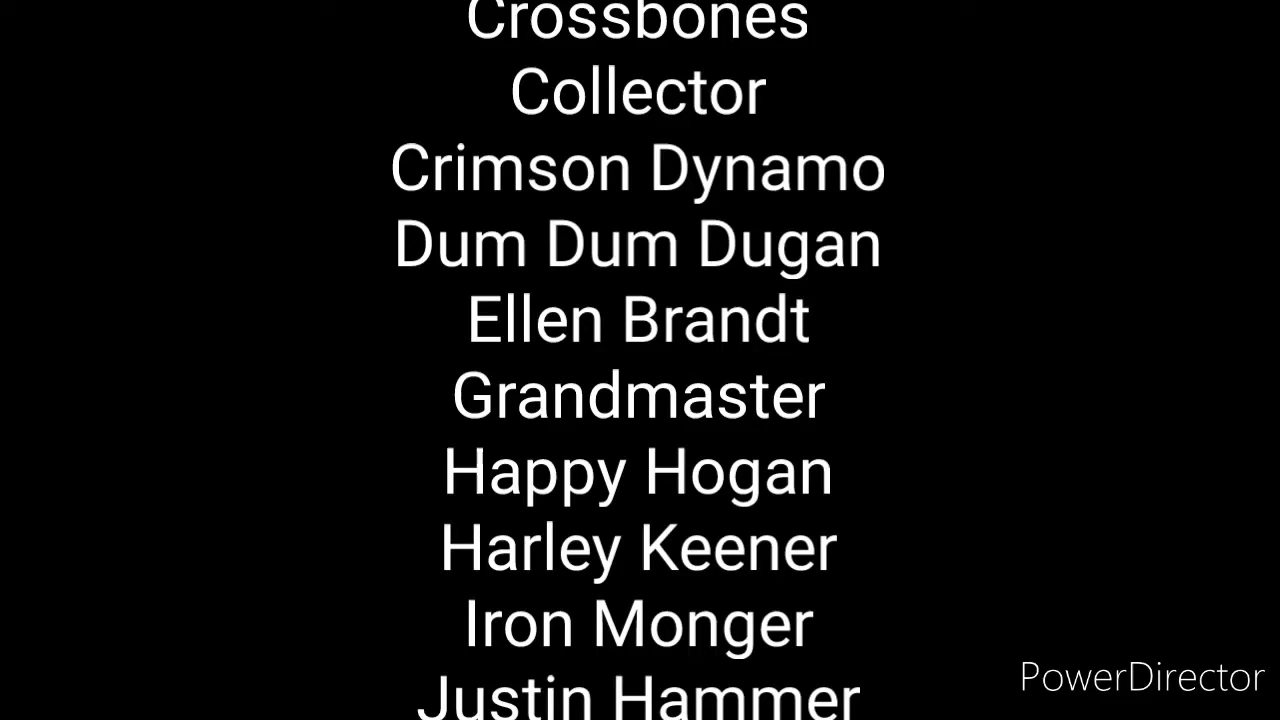 Crossbones
Collector
Crimson Dynamo
Dum Dum Dugan
Ellen Brandt
Grandmaster
Happy Hogan
Harley Keener
Iron Monger
Justin Hammer
PowerDirector